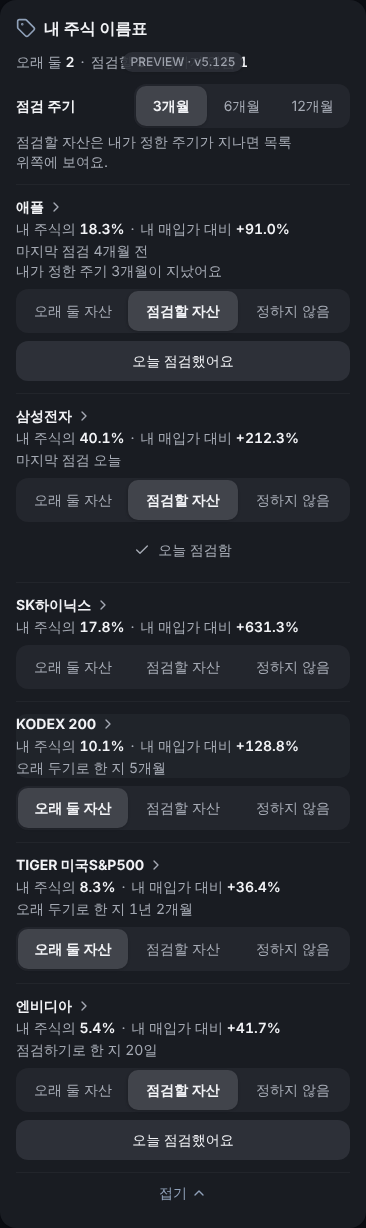 내 주식 이름표
오래 둘 2 · 점검할
PREVIEW · v5.125
1
점검 주기
3개월 6개월 12개월
점검할 자산은 내가 정한 주기가 지나면 목록
위쪽에 보여요.
애플
내 주식의 18.3% · 내 매입가 대비 +91.0%
마지막 점검 4개월 전
내가 정한 주기 3개월이 지났어요
오래 둘 자산 점검할 자산 정하지 않음
오늘 점검했어요
삼성전자
내 주식의 40.1% · 내 매입가 대비 +212.3%
마지막 점검 오늘
오래 둘 자산 점검할 자산 정하지 않음
오늘 점검함
SK하이닉스
내 주식의 17.8% · 내 매입가 대비 +631.3%
오래 둘 자산 점검할 자산 정하지 않음
KODEX 200
내 주식의 10.1% · 내 매입가 대비 +128.8%
오래 두기로 한 지 5개월
오래 둘 자산 점검할 자산 정하지 않음
TIGER 미국S&P500
내 주식의 8.3% · 내 매입가 대비 +36.4%
오래 두기로 한 지 1년 2개월
오래 둘 자산 점검할 자산 정하지 않음
엔비디아
내 주식의 5.4% · 내 매입가 대비 +41.7%
점검하기로 한 지 20일
오래 둘 자산 점검할 자산 정하지 않음
오늘 점검했어요
접기